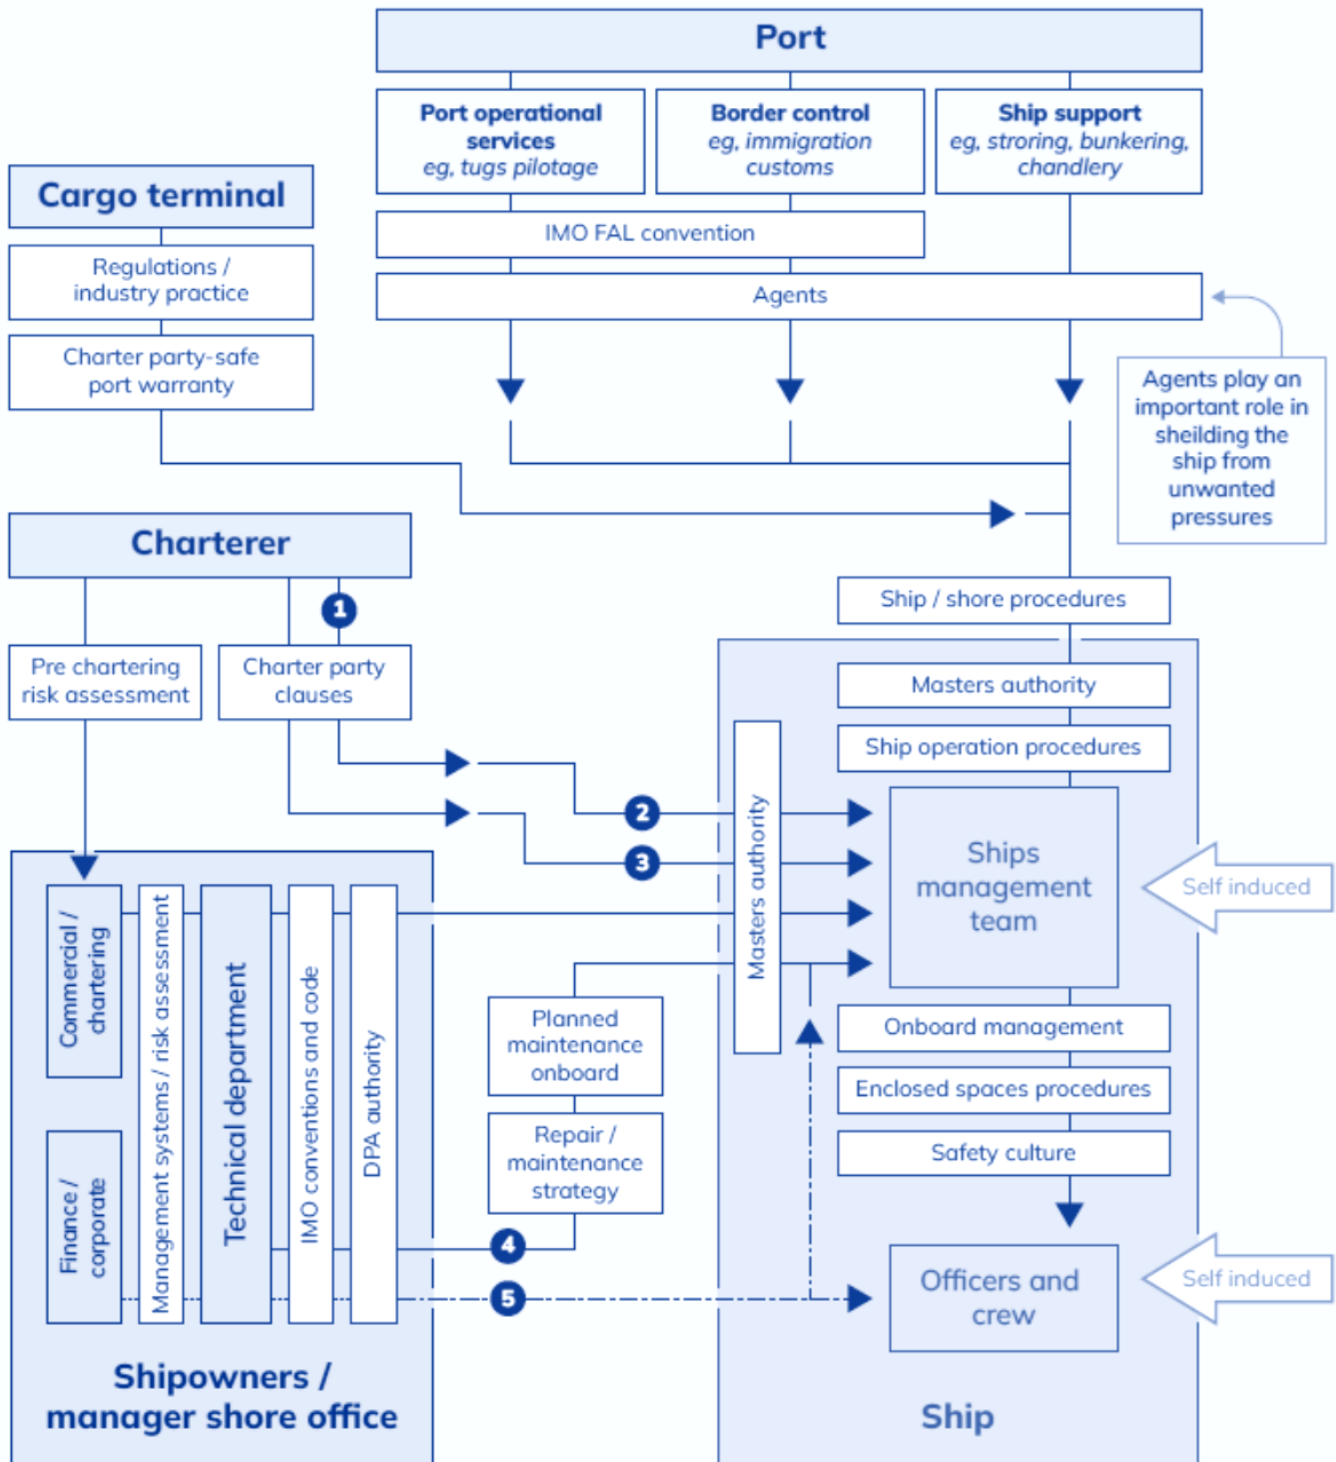 Port
Port operational
services
eg, tugs pilotage
Border control
eg, immigration
customs
Ship support
eg, stroring, bunkering,
chandlery
Cargo terminal
Regulations /
industry practice
Charter party-safe
port warranty
IMO FAL convention
Agents
Agents play an
important role in
sheilding the
ship from
unwanted
pressures
Charterer
1
Pre chartering
risk assessment
Charter party
clauses
Ship / shore procedures
Masters authority
Ship operation procedures
2
3
Masters authority
Ships
management
team
Self induced
Commercial /
chartering
Finance /
corporate
Management systems / risk assessment
Technical department
IMO conventions and code
DPA authority
Planned
maintenance
onboard
Repair /
maintenance
strategy
4
5
Onboard management
Enclosed spaces procedures
Safety culture
Officers and
crew
Self induced
Shipowners /
manager shore office
Ship